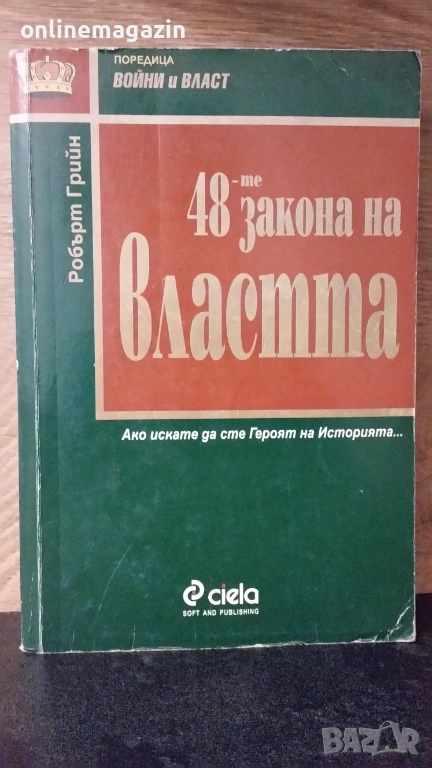 onlinemagazin
ПОРЕДИЦА
ВОЙНИ и ВЛАСТ
Робърт Грийн
48-те закона на
властта
Ако искате да сте Героят на Историята...
ciela
SOFT AND PUBLISHING
BAZAR